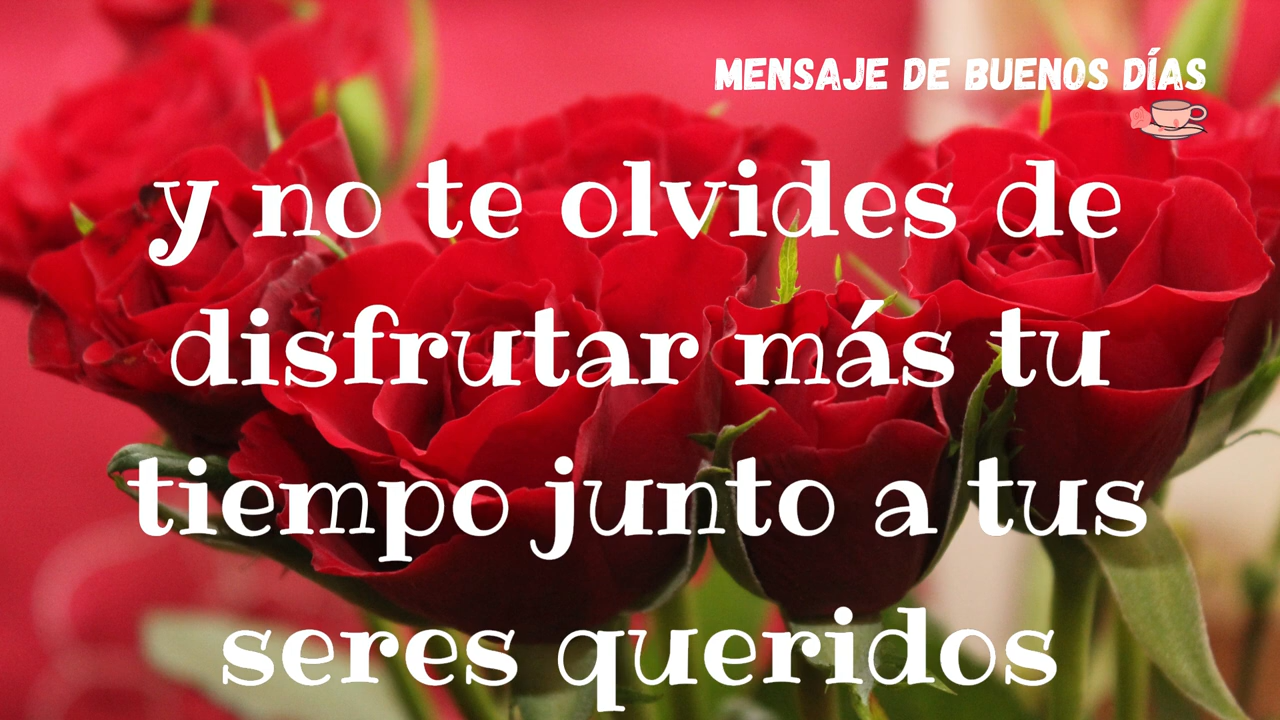 MENSAJE DE BUENOS DÍAS
y no te olvides de
disfrutar más tu
tiempo junto a tus
seres queridos